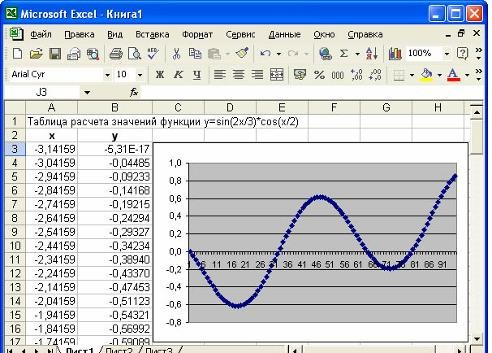 Microsoft Excel - Книга1
Файл Правка Вид Вставка Формат Сервис Данные Окно Справка
100%
Arial Cyr 10 Ж К Ч % 000
J3 fx
A B C D E F G H
1 Таблица расчета значений функции y=sin(2x/3)*cos(x/2)
2 x y
3 -3,14159 -5,31E-17
4 -3,04159 -0,04485
5 -2,94159 -0,09233
6 -2,84159 -0,14168
7 -2,74159 -0,19215
8 -2,64159 -0,24294
9 -2,54159 -0,29327
10 -2,44159 -0,34234
11 -2,34159 -0,38940
12 -2,24159 -0,43370
13 -2,14159 -0,47453
14 -2,04159 -0,51123
15 -1,94159 -0,54321
16 -1,84159 -0,56992
17 -1,74159 -0,59089
1,0
0,8
0,6
0,4
0,2
0,0
1 6 11 16 21 26 31 36 41 46 51 56 61 66 71 76 81 86 91
-0,2
-0,4
-0,6
-0,8
Лист1 Лист2 Лист3